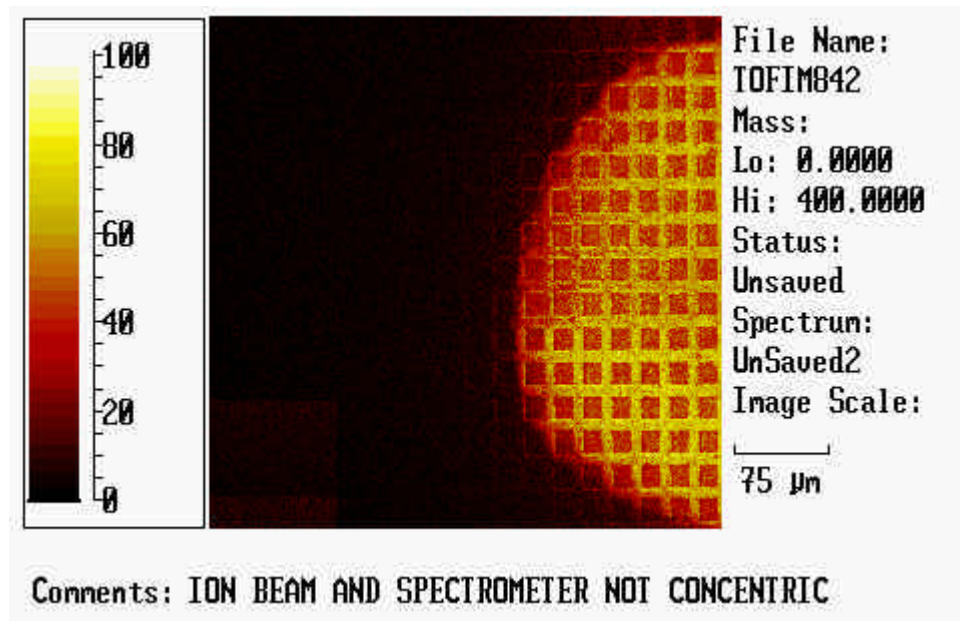 100
80
60
40
20
0
File Name:
TOFIM842
Mass:
Lo: 0.0000
Hi: 400.0000
Status:
Unsaved
Spectrum:
UnSaved2
Image Scale:
75 µm
Comments: ION BEAM AND SPECTROMETER NOT CONCENTRIC